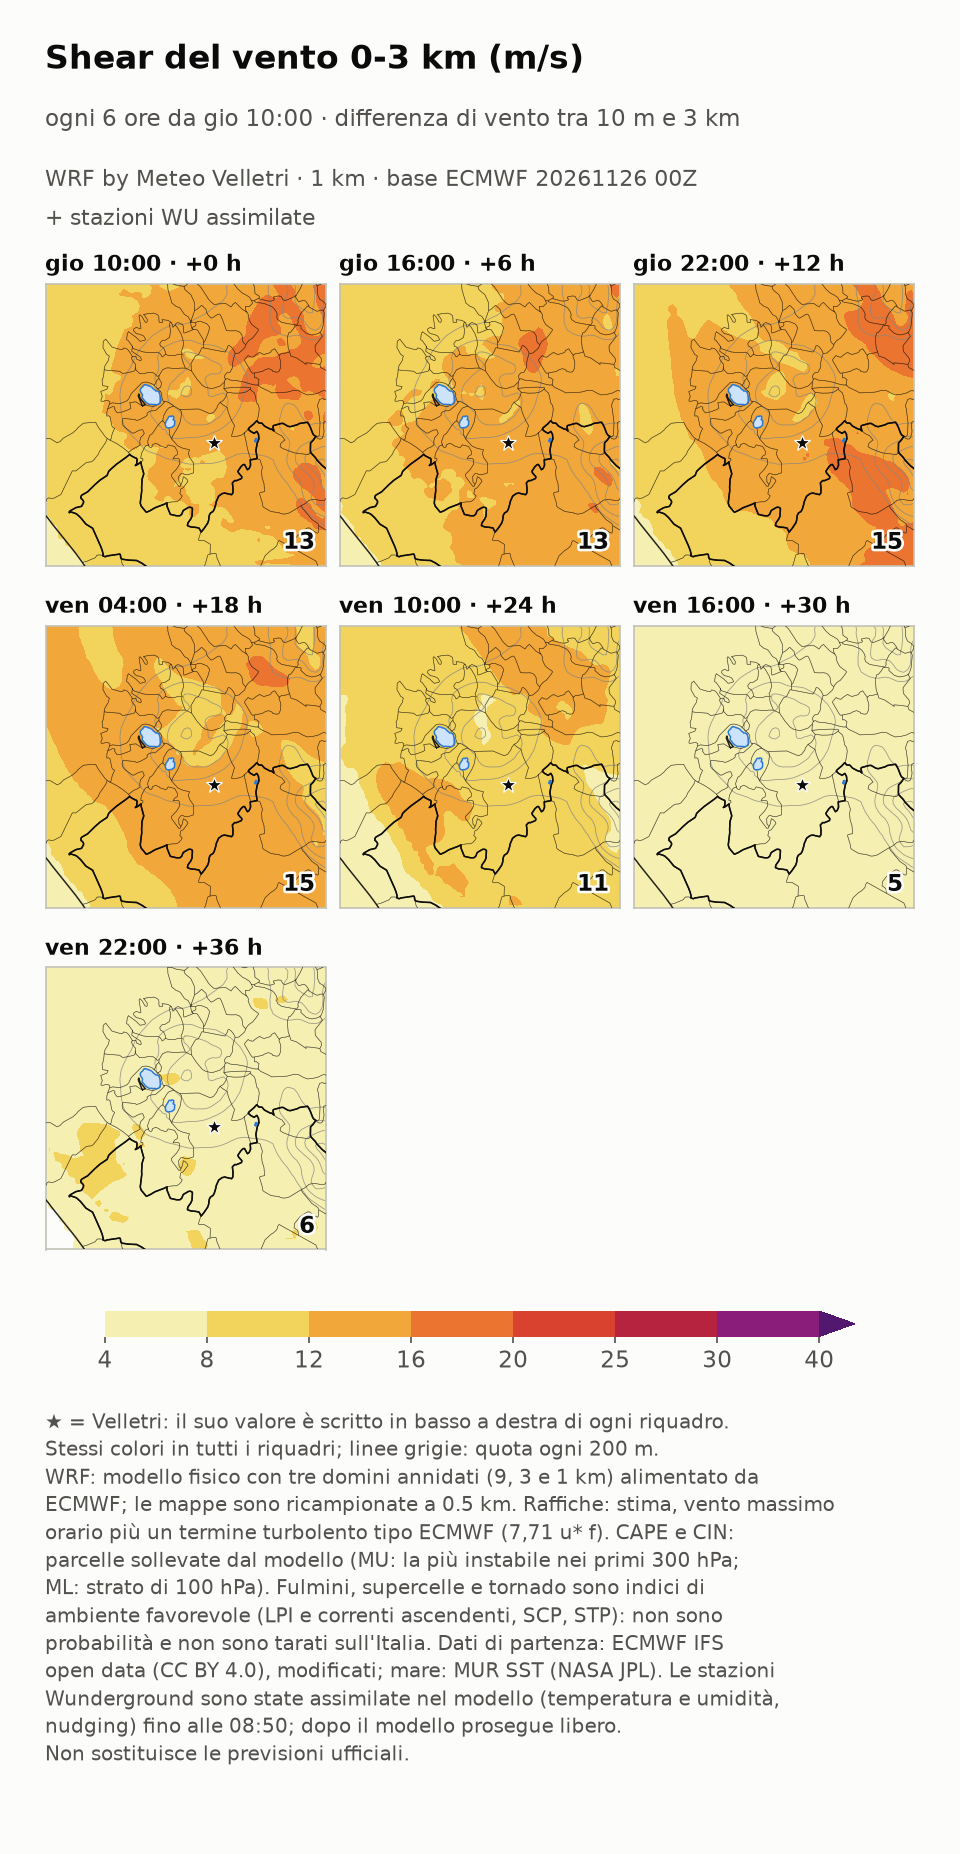 Shear del vento 0-3 km (m/s)
ogni 6 ore da gio 10:00 · differenza di vento tra 10 m e 3 km
WRF by Meteo Velletri · 1 km · base ECMWF 20261126 00Z
+ stazioni WU assimilate
gio 10:00 · +0 h
gio 16:00 · +6 h
gio 22:00 · +12 h
13
13
15
ven 04:00 · +18 h
ven 10:00 · +24 h
ven 16:00 · +30 h
15
11
5
ven 22:00 · +36 h
6
4 8 12 16 20 25 30 40
★ = Velletri: il suo valore è scritto in basso a destra di ogni riquadro.
Stessi colori in tutti i riquadri; linee grigie: quota ogni 200 m.
WRF: modello fisico con tre domini annidati (9, 3 e 1 km) alimentato da
ECMWF; le mappe sono ricampionate a 0.5 km. Raffiche: stima, vento massimo
orario più un termine turbolento tipo ECMWF (7,71 u* f). CAPE e CIN:
parcelle sollevate dal modello (MU: la più instabile nei primi 300 hPa;
ML: strato di 100 hPa). Fulmini, supercelle e tornado sono indici di
ambiente favorevole (LPI e correnti ascendenti, SCP, STP): non sono
probabilità e non sono tarati sull'Italia. Dati di partenza: ECMWF IFS
open data (CC BY 4.0), modificati; mare: MUR SST (NASA JPL). Le stazioni
Wunderground sono state assimilate nel modello (temperatura e umidità,
nudging) fino alle 08:50; dopo il modello prosegue libero.
Non sostituisce le previsioni ufficiali.